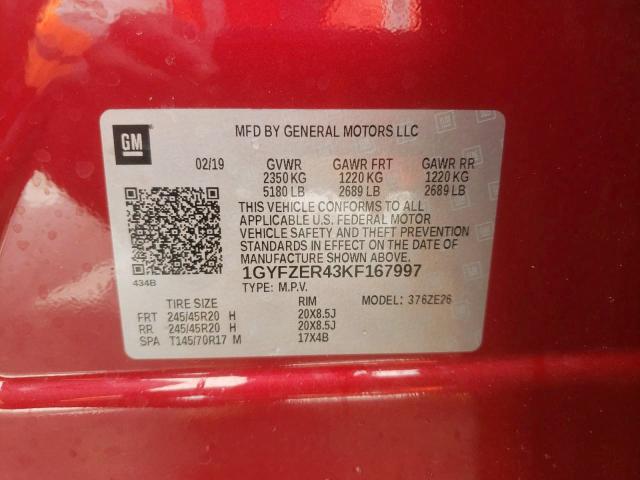 GM
MFD BY GENERAL MOTORS LLC
02/19 GVWR GAWR FRT GAWR RR
2350 KG 1220 KG 1220 KG
5180 LB 2689 LB 2689 LB
THIS VEHICLE CONFORMS TO ALL
APPLICABLE U.S. FEDERAL MOTOR
VEHICLE SAFETY AND THEFT PREVENTION
STANDARDS IN EFFECT ON THE DATE OF
MANUFACTURE SHOWN ABOVE.
1GYFZER43KF167997
434B TYPE: M.P.V.
TIRE SIZE RIM MODEL: 376ZE26
FRT 245/45R20 H 20X8.5J
RR 245/45R20 H 20X8.5J
SPA T145/70R17 M 17X4B